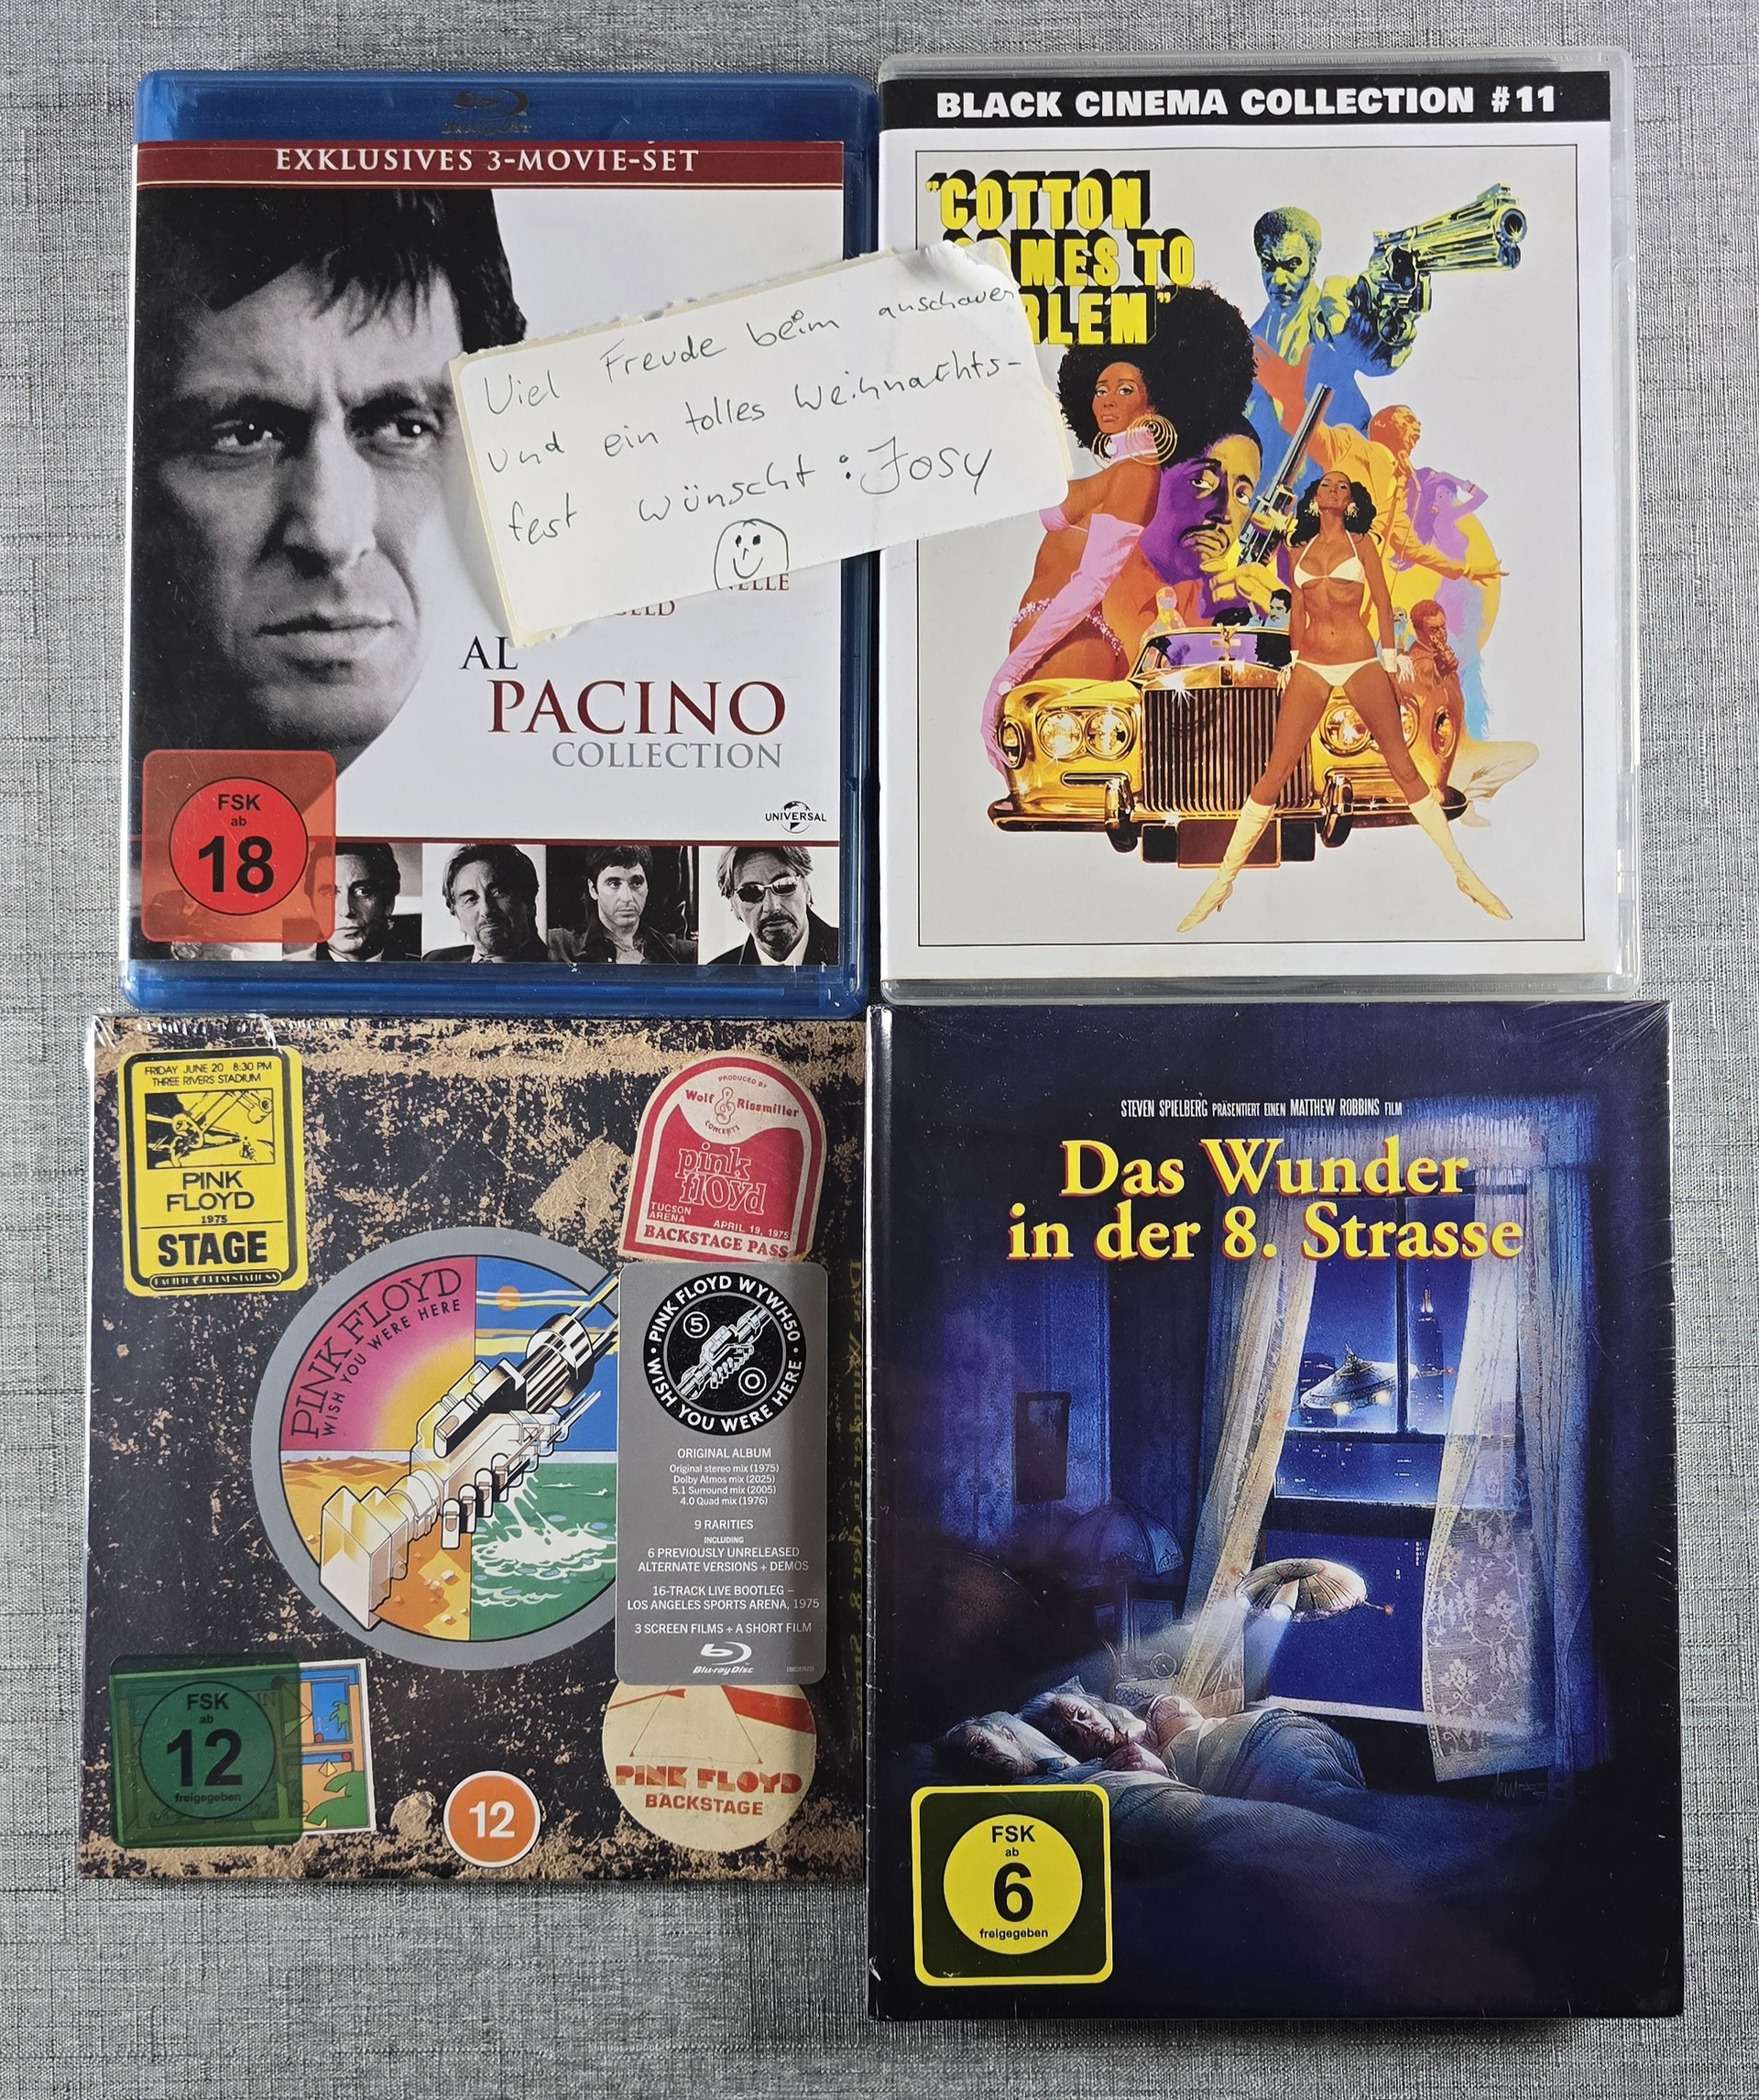 EXKLUSIVES 3-MOVIE-SET
AL
PACINO
COLLECTION
UNIVERSAL
FSK
ab
18
BLACK CINEMA COLLECTION #11
"COTTON
COMES TO
RLEM"
Viel Freude beim anschauen
und ein tolles Weihnachts-
fest wünscht : Josy
FRIDAY JUNE 20 8:30 PM
THREE RIVERS STADIUM
PINK
FLOYD
1975
STAGE
PACIFIC PRESENTATIONS
PRODUCED BY
Wolf & Rissmiller
CONCERTS
pink
floyd
TUCSON
ARENA
APRIL 19, 1975
BACKSTAGE PASS
PINK FLOYD
WISH YOU WERE HERE
PINK FLOYD WYWH50
5
0
WISH YOU WERE HERE
ORIGINAL ALBUM
Original stereo mix (1975)
Dolby Atmos mix (2025)
5.1 Surround mix (2005)
4.0 Quad mix (1976)
9 RARITIES
INCLUDING
6 PREVIOUSLY UNRELEASED
ALTERNATE VERSIONS + DEMOS
16-TRACK LIVE BOOTLEG –
LOS ANGELES SPORTS ARENA, 1975
3 SCREEN FILMS + A SHORT FILM
Blu-ray Disc
FSK
ab
12
freigegeben
12
PINK FLOYD
BACKSTAGE
STEVEN SPIELBERG PRÄSENTIERT EINEN MATTHEW ROBBINS FILM
Das Wunder
in der 8. Strasse
FSK
ab
6
freigegeben